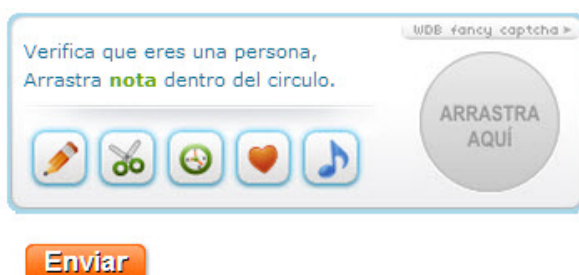 WDB fancy captcha
Verifica que eres una persona,
Arrastra nota dentro del circulo.
ARRASTRA
AQUÍ
Enviar